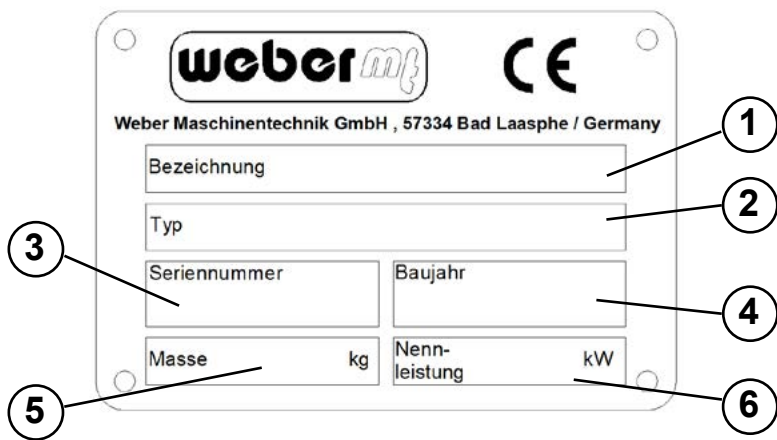 weber mt CE
Weber Maschinentechnik GmbH , 57334 Bad Laasphe / Germany
1
Bezeichnung
2
Typ
3
Seriennummer Baujahr
4
Masse kg Nenn-
leistung kW
5
6